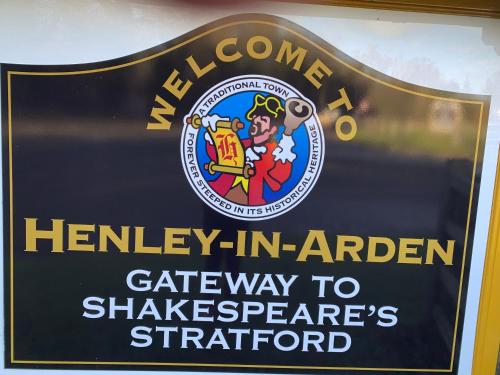 WELCOME TO
A TRADITIONAL TOWN
FOREVER STEEPED IN ITS HISTORICAL HERITAGE
H
HENLEY-IN-ARDEN
GATEWAY TO
SHAKESPEARE'S
STRATFORD